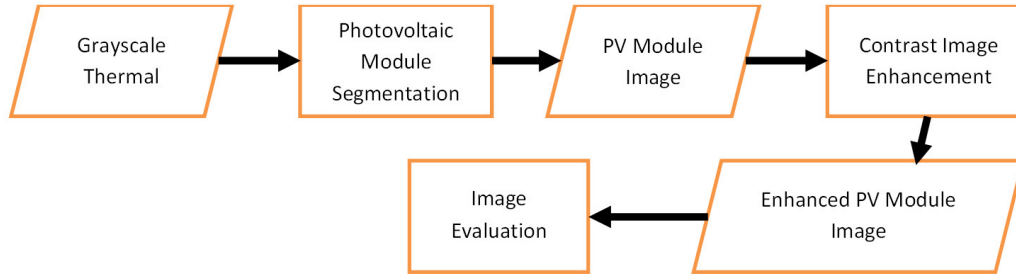 Grayscale
Thermal
Photovoltaic
Module
Segmentation
PV Module
Image
Contrast Image
Enhancement
Enhanced PV Module
Image
Image
Evaluation